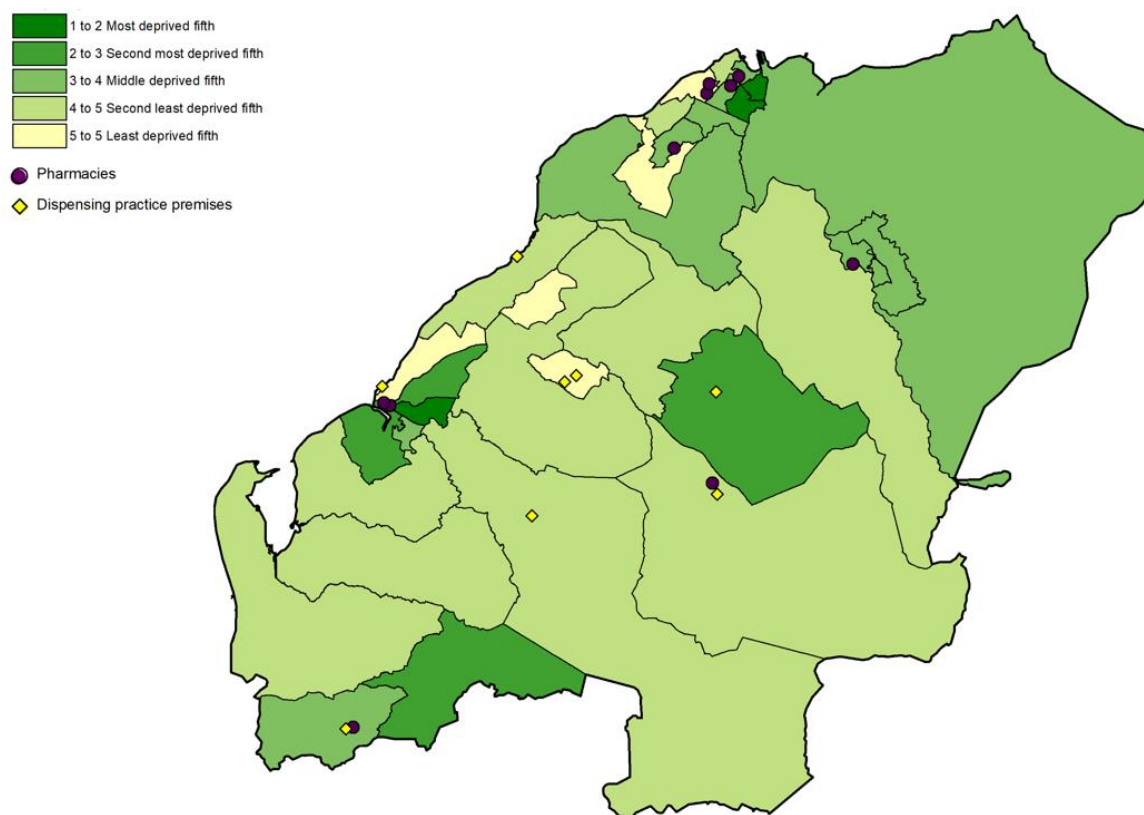 1 to 2 Most deprived fifth
2 to 3 Second most deprived fifth
3 to 4 Middle deprived fifth
4 to 5 Second least deprived fifth
5 to 5 Least deprived fifth
Pharmacies
Dispensing practice premises